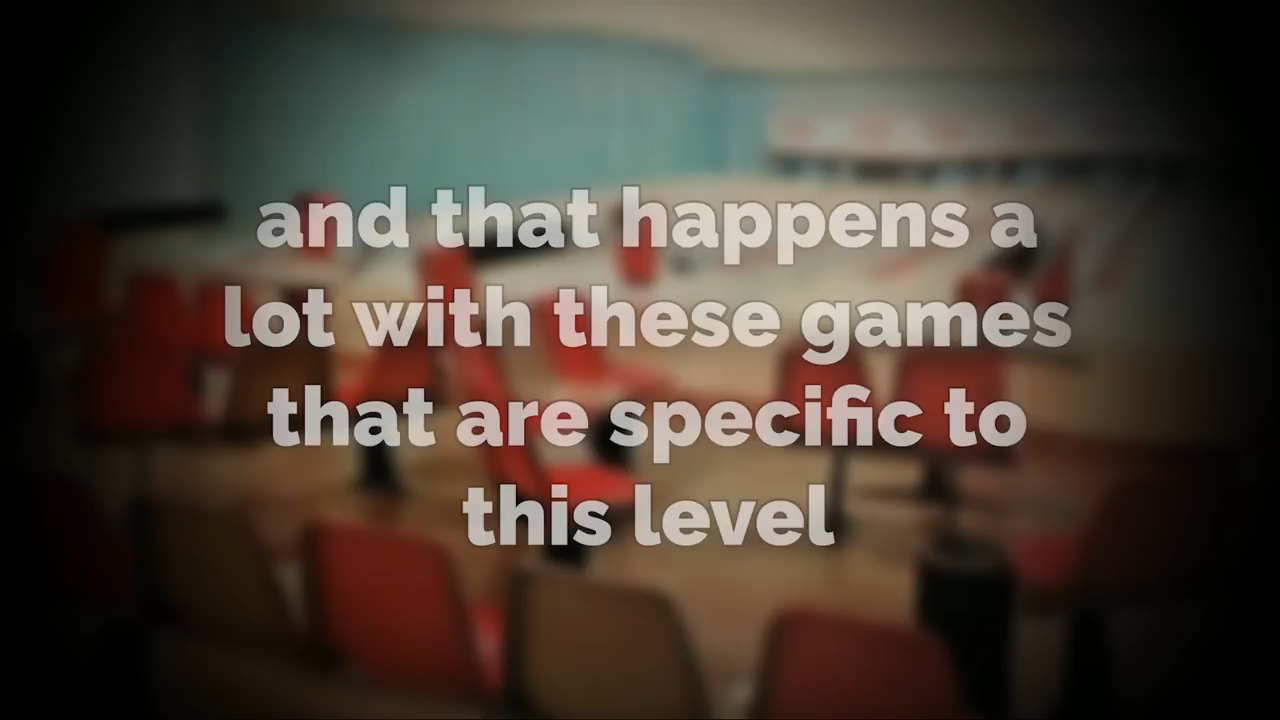 and that happens a
lot with these games
that are specific to
this level